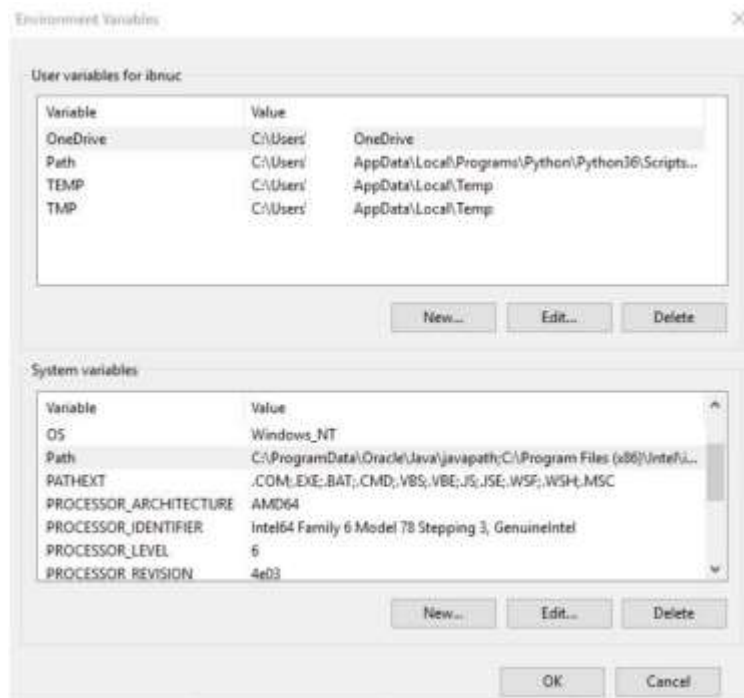 Environment Variables
User variables for ibnuc
Variable Value
OneDrive C:\Users\ OneDrive
Path C:\Users\ AppData\Local\Programs\Python\Python36\Scripts...
TEMP C:\Users\ AppData\Local\Temp
TMP C:\Users\ AppData\Local\Temp
New... Edit... Delete
System variables
Variable Value
OS Windows_NT
Path C:\ProgramData\Oracle\Java\javapath;C:\Program Files (x86)\Intel\i...
PATHEXT .COM;.EXE;.BAT;.CMD;.VBS;.VBE;.JS;.JSE;.WSF;.WSH;.MSC
PROCESSOR_ARCHITECTURE AMD64
PROCESSOR_IDENTIFIER Intel64 Family 6 Model 78 Stepping 3, GenuineIntel
PROCESSOR_LEVEL 6
PROCESSOR_REVISION 4e03
New... Edit... Delete
OK Cancel